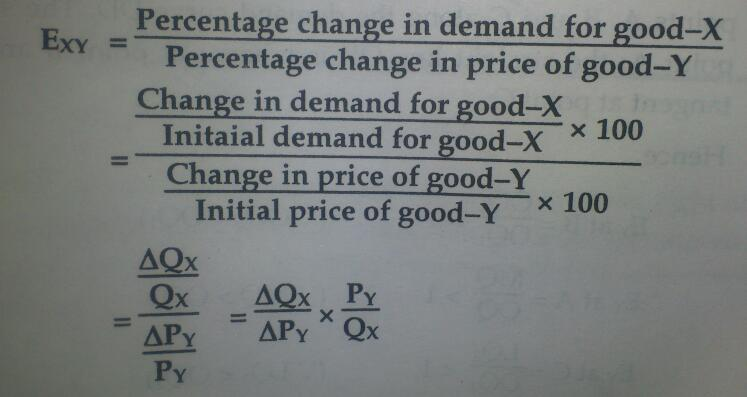 Exy = Percentage change in demand for good–X
Percentage change in price of good–Y
= Change in demand for good–X
Initaial demand for good–X × 100
Change in price of good–Y
Initial price of good–Y × 100
= ΔQx
Qx
ΔPy
Py
= ΔQx / ΔPy × Py / Qx